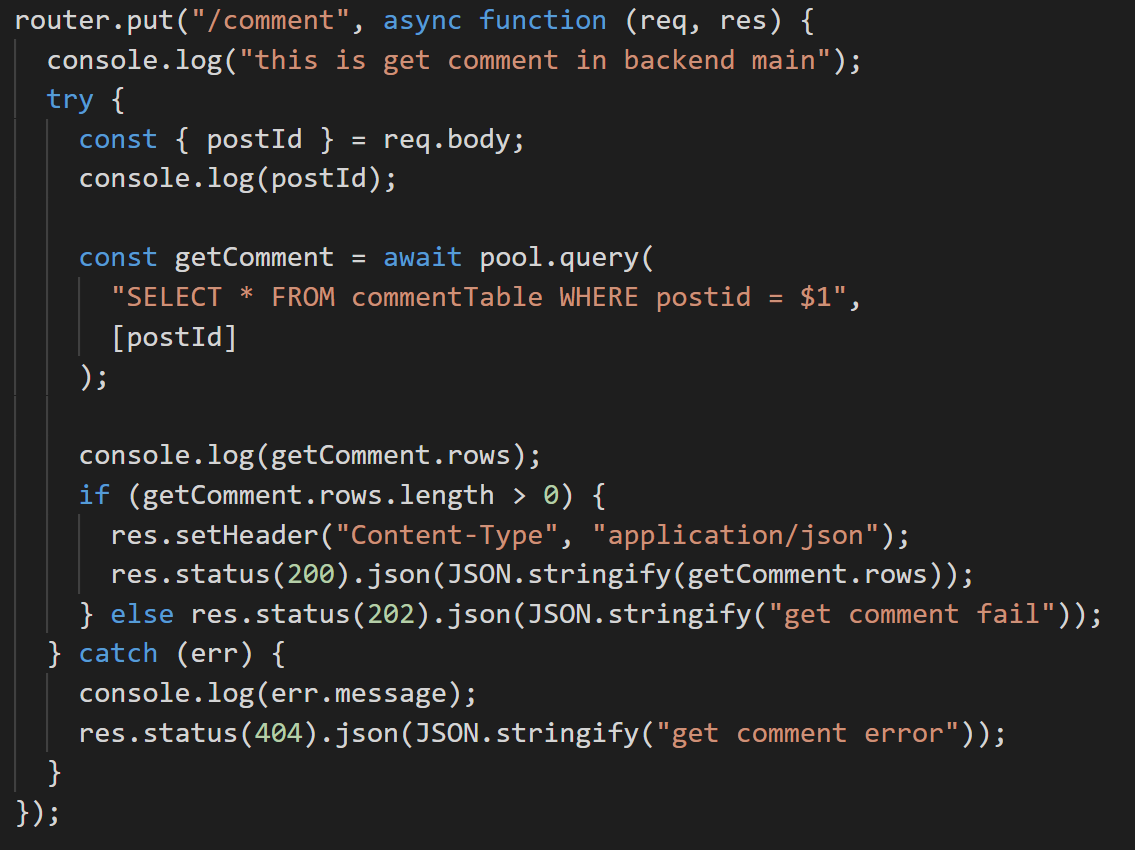 router.put("/comment", async function (req, res) {
  console.log("this is get comment in backend main");
  try {
    const { postId } = req.body;
    console.log(postId);

    const getComment = await pool.query(
      "SELECT * FROM commentTable WHERE postid = $1",
      [postId]
    );

    console.log(getComment.rows);
    if (getComment.rows.length > 0) {
      res.setHeader("Content-Type", "application/json");
      res.status(200).json(JSON.stringify(getComment.rows));
    } else res.status(202).json(JSON.stringify("get comment fail"));
  } catch (err) {
    console.log(err.message);
    res.status(404).json(JSON.stringify("get comment error"));
  }
});